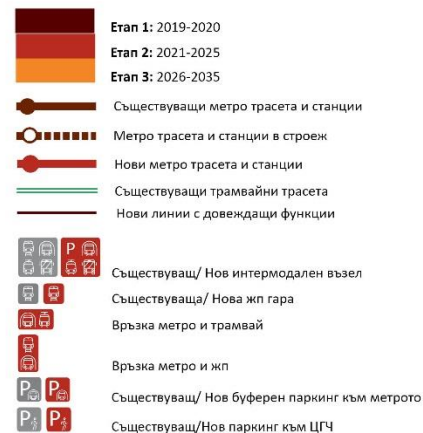 Етап 1: 2019-2020
Етап 2: 2021-2025
Етап 3: 2026-2035
Съществуващи метро трасета и станции
Метро трасета и станции в строеж
Нови метро трасета и станции
Съществуващи трамвайни трасета
Нови линии с довеждащи функции
P
Съществуващ/ Нов интермодален възел
Съществуваща/ Нова жп гара
Връзка метро и трамвай
Връзка метро и жп
P P
Съществуващ/ Нов буферен паркинг към метрото
P P
Съществуващ/Нов паркинг към ЦГЧ